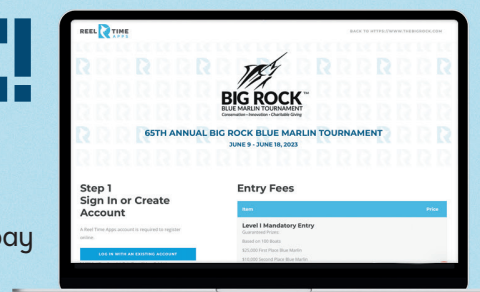 REEL TIME
APPS
BACK TO HTTPS://WWW.THEBIGROCK.COM
BIG ROCK™
BLUE MARLIN TOURNAMENT
Conservation • Innovation • Charitable Giving
65TH ANNUAL BIG ROCK BLUE MARLIN TOURNAMENT
JUNE 9 - JUNE 18, 2023
Step 1
Sign In or Create
Account
A Reel Time Apps account is required to register
online.
LOG IN WITH AN EXISTING ACCOUNT
Entry Fees
Item Price
Level I Mandatory Entry
Guaranteed Prizes
Based on 100 Boats
$25,000 First Place Blue Marlin
$10,000 Second Place Blue Marlin